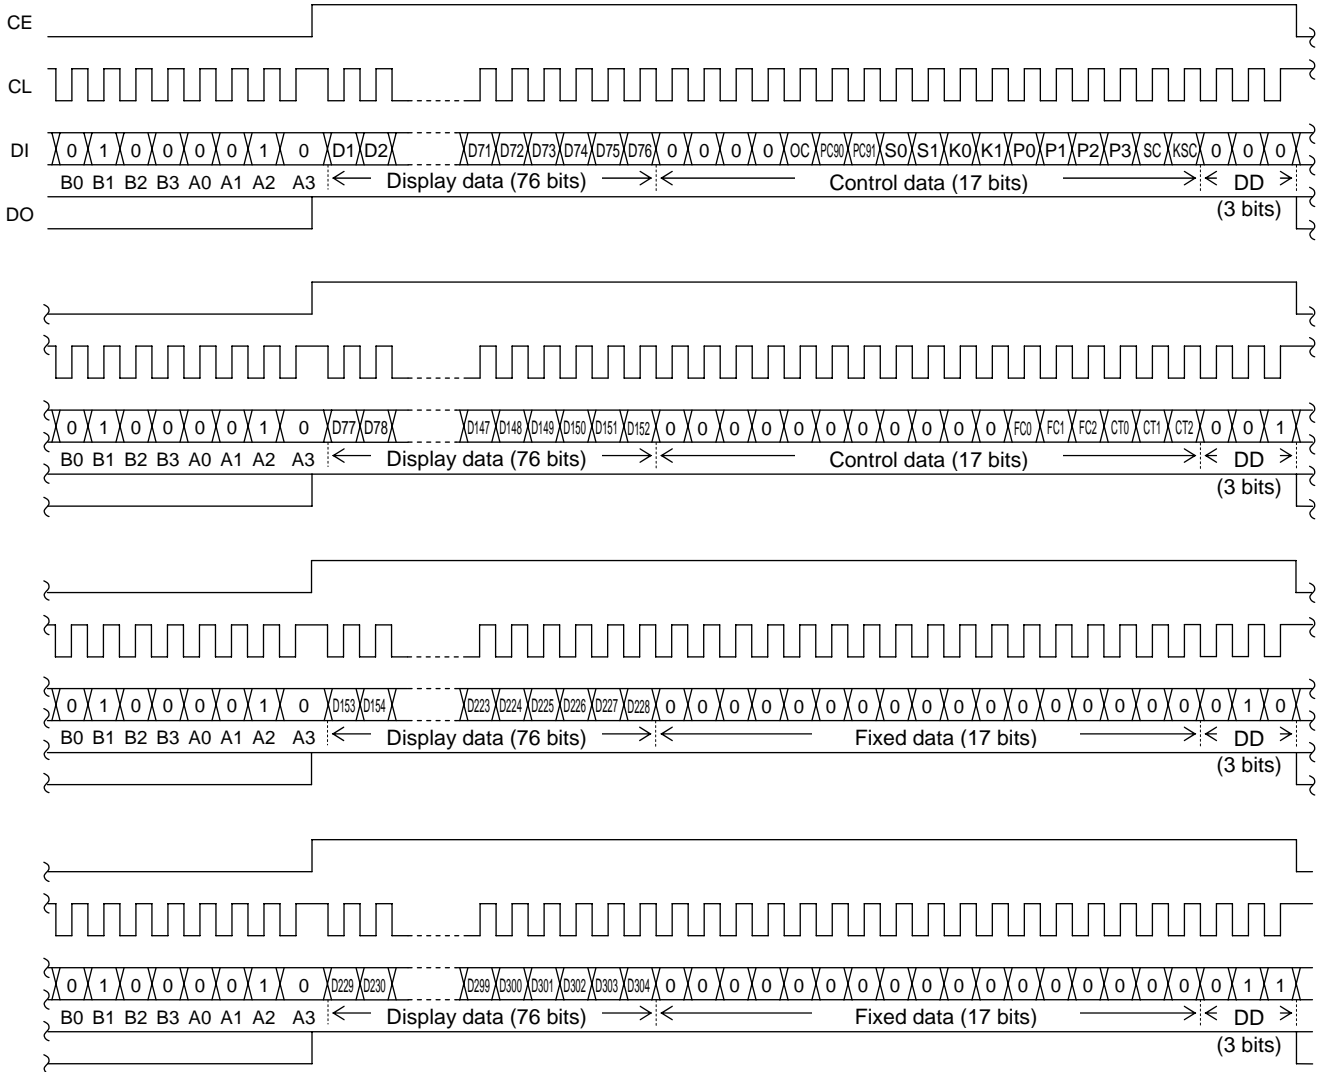 CE
CL
DI 0 1 0 0 0 0 1 0 D1 D2 D71 D72 D73 D74 D75 D76 0 0 0 0 OC PC90 PC91 S0 S1 K0 K1 P0 P1 P2 P3 SC KSC 0 0 0
B0 B1 B2 B3 A0 A1 A2 A3 Display data (76 bits) Control data (17 bits) DD
DO (3 bits)
0 1 0 0 0 0 1 0 D77 D78 D147 D148 D149 D150 D151 D152 0 0 0 0 0 0 0 0 0 0 0 FC0 FC1 FC2 CT0 CT1 CT2 0 0 1
B0 B1 B2 B3 A0 A1 A2 A3 Display data (76 bits) Control data (17 bits) DD
(3 bits)
0 1 0 0 0 0 1 0 D153 D154 D223 D224 D225 D226 D227 D228 0 0 0 0 0 0 0 0 0 0 0 0 0 0 0 0 0 0 1 0
B0 B1 B2 B3 A0 A1 A2 A3 Display data (76 bits) Fixed data (17 bits) DD
(3 bits)
0 1 0 0 0 0 1 0 D229 D230 D299 D300 D301 D302 D303 D304 0 0 0 0 0 0 0 0 0 0 0 0 0 0 0 0 0 0 1 1
B0 B1 B2 B3 A0 A1 A2 A3 Display data (76 bits) Fixed data (17 bits) DD
(3 bits)